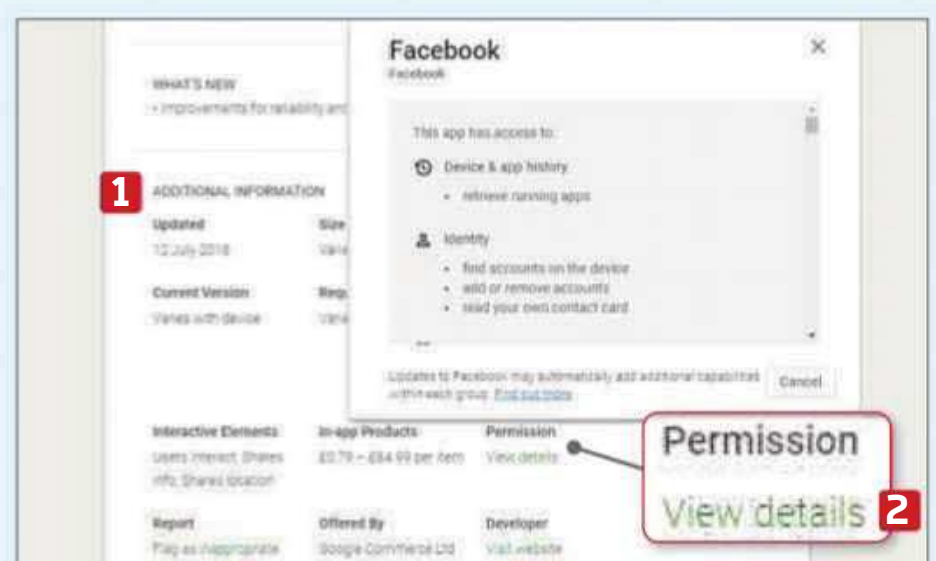 Facebook
Facebook
WHAT'S NEW
• Improvements for reliability and
This app has access to:
Device & app history
• retrieve running apps
1
ADDITIONAL INFORMATION
Identity
• find accounts on the device
• add or remove accounts
• read your own contact card
Updated
Size
12 July 2018
Current Version
Varies with device
Updates to Facebook may automatically add additional capabilities
within each group. Find out more
Cancel
Interactive Elements
In-app Products
Permission
Users Interact, Shares
£0.79 – £84.99 per item
View details
info, Shares location
Permission
View details
2
Report
Offered By
Developer
Flag as inappropriate
Google Commerce Ltd
Visit website